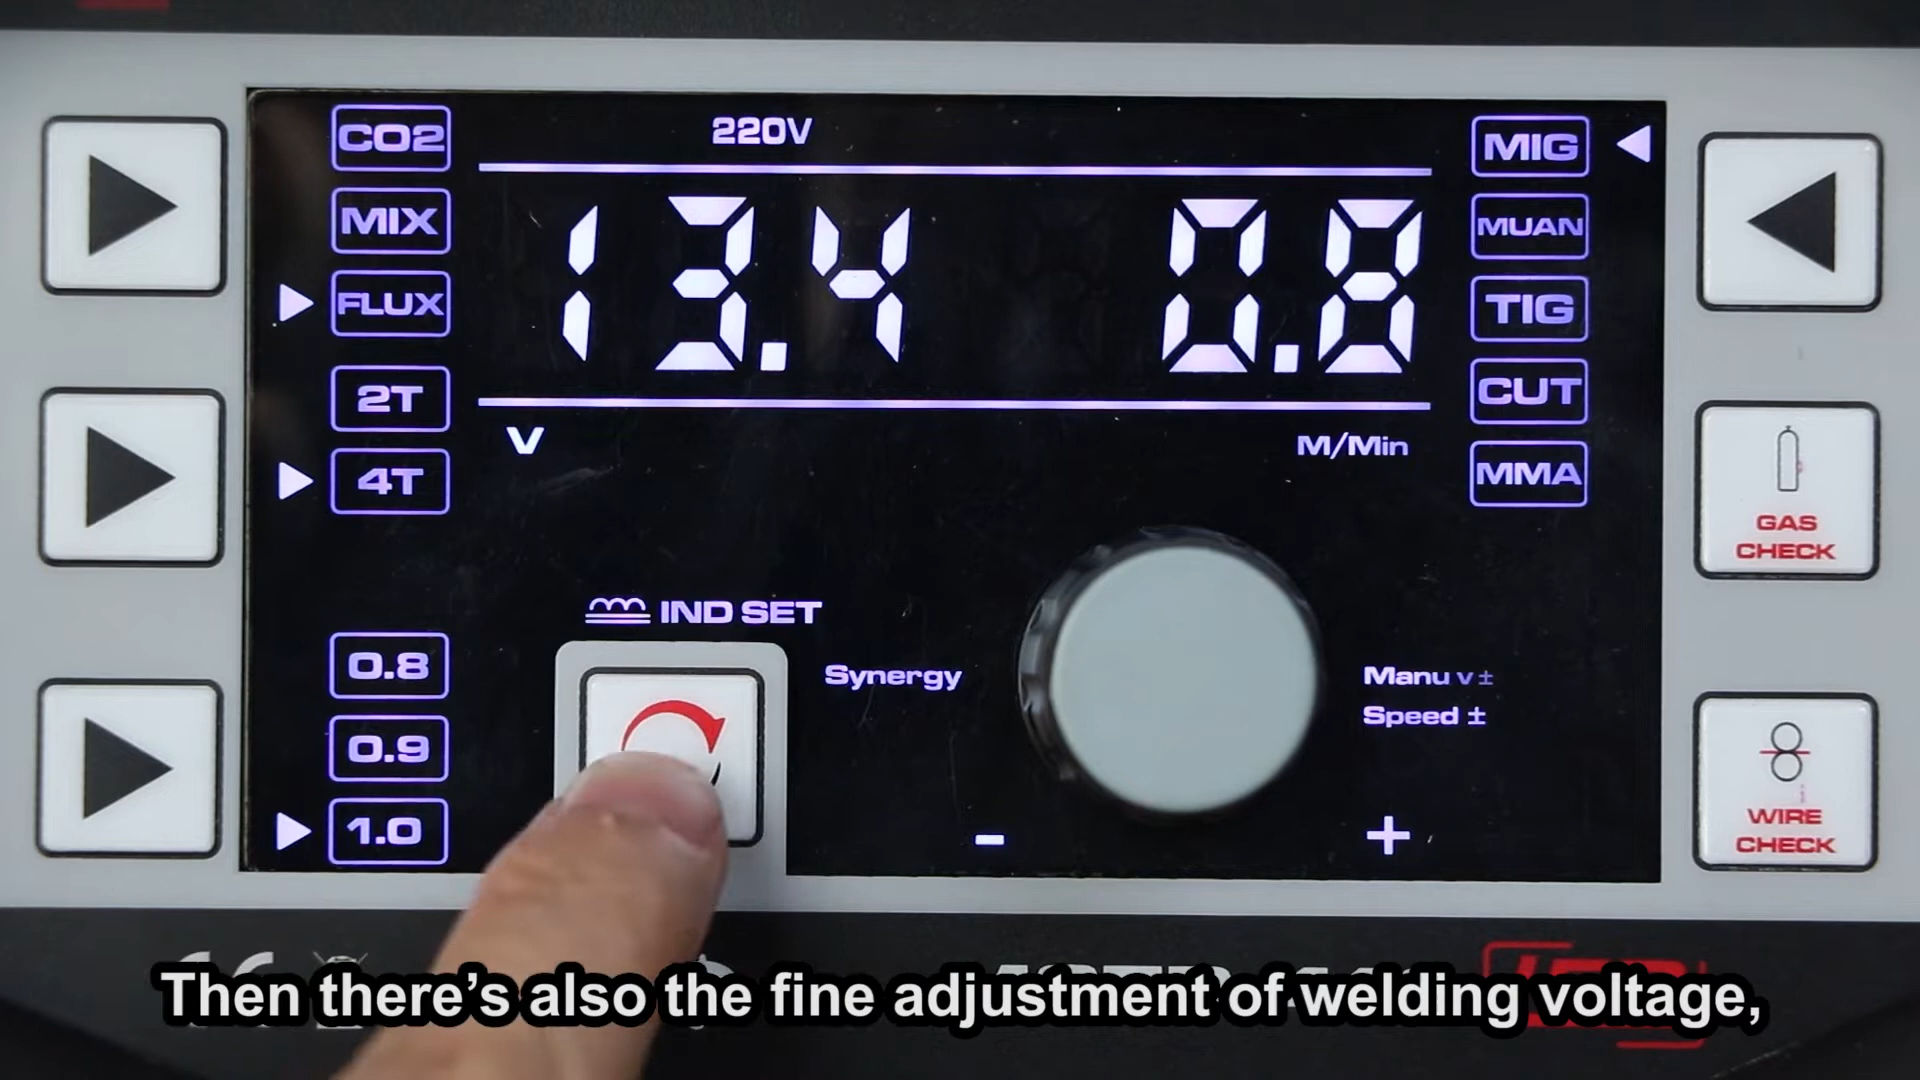 CO2
MIX
FLUX
2T
4T
0.8
0.9
1.0
220V
13.4 0.8
V M/Min
IND SET
Synergy
Manu v ±
Speed ±
- +
MIG
MUAN
TIG
CUT
MMA
GAS
CHECK
WIRE
CHECK
Then there’s also the fine adjustment of welding voltage,